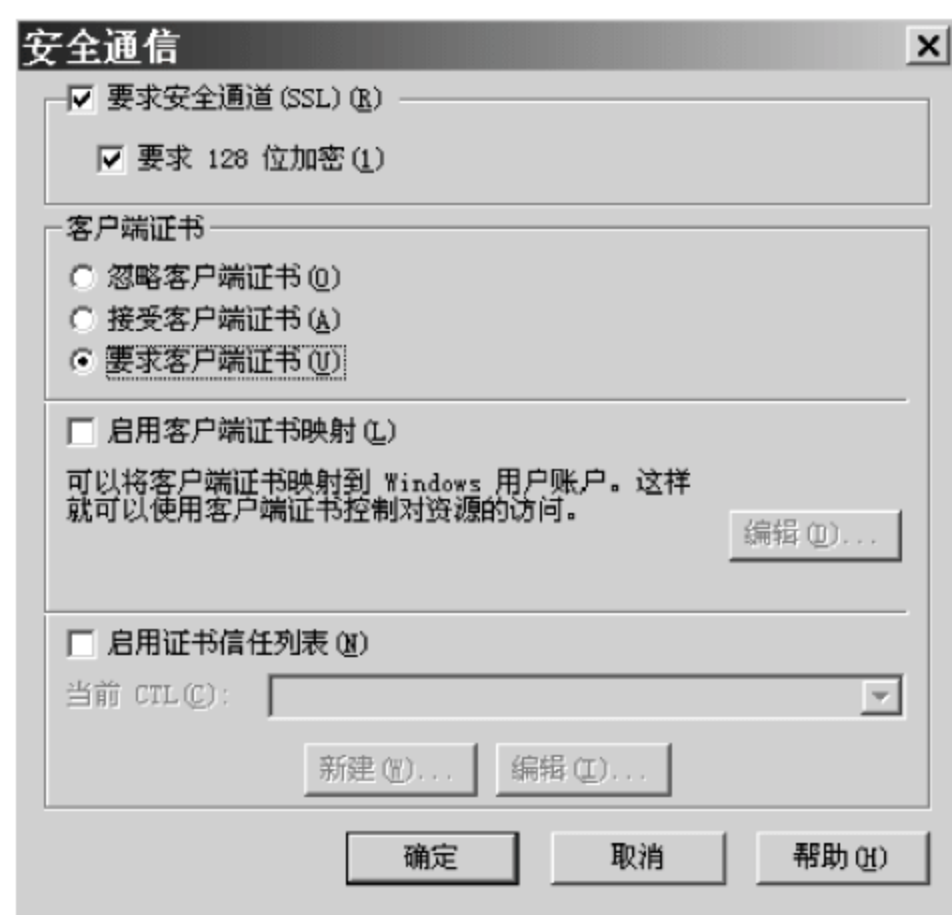 安全通信
要求安全通道(SSL)(R)
要求 128 位加密(1)
客户端证书
忽略客户端证书(O)
接受客户端证书(A)
要求客户端证书(U)
启用客户端证书映射(L)
可以将客户端证书映射到 Windows 用户账户。这样
就可以使用客户端证书控制对资源的访问。
编辑(D)...
启用证书信任列表(N)
当前 CTL(C):
新建(W)... 编辑(I)...
确定 取消 帮助(H)